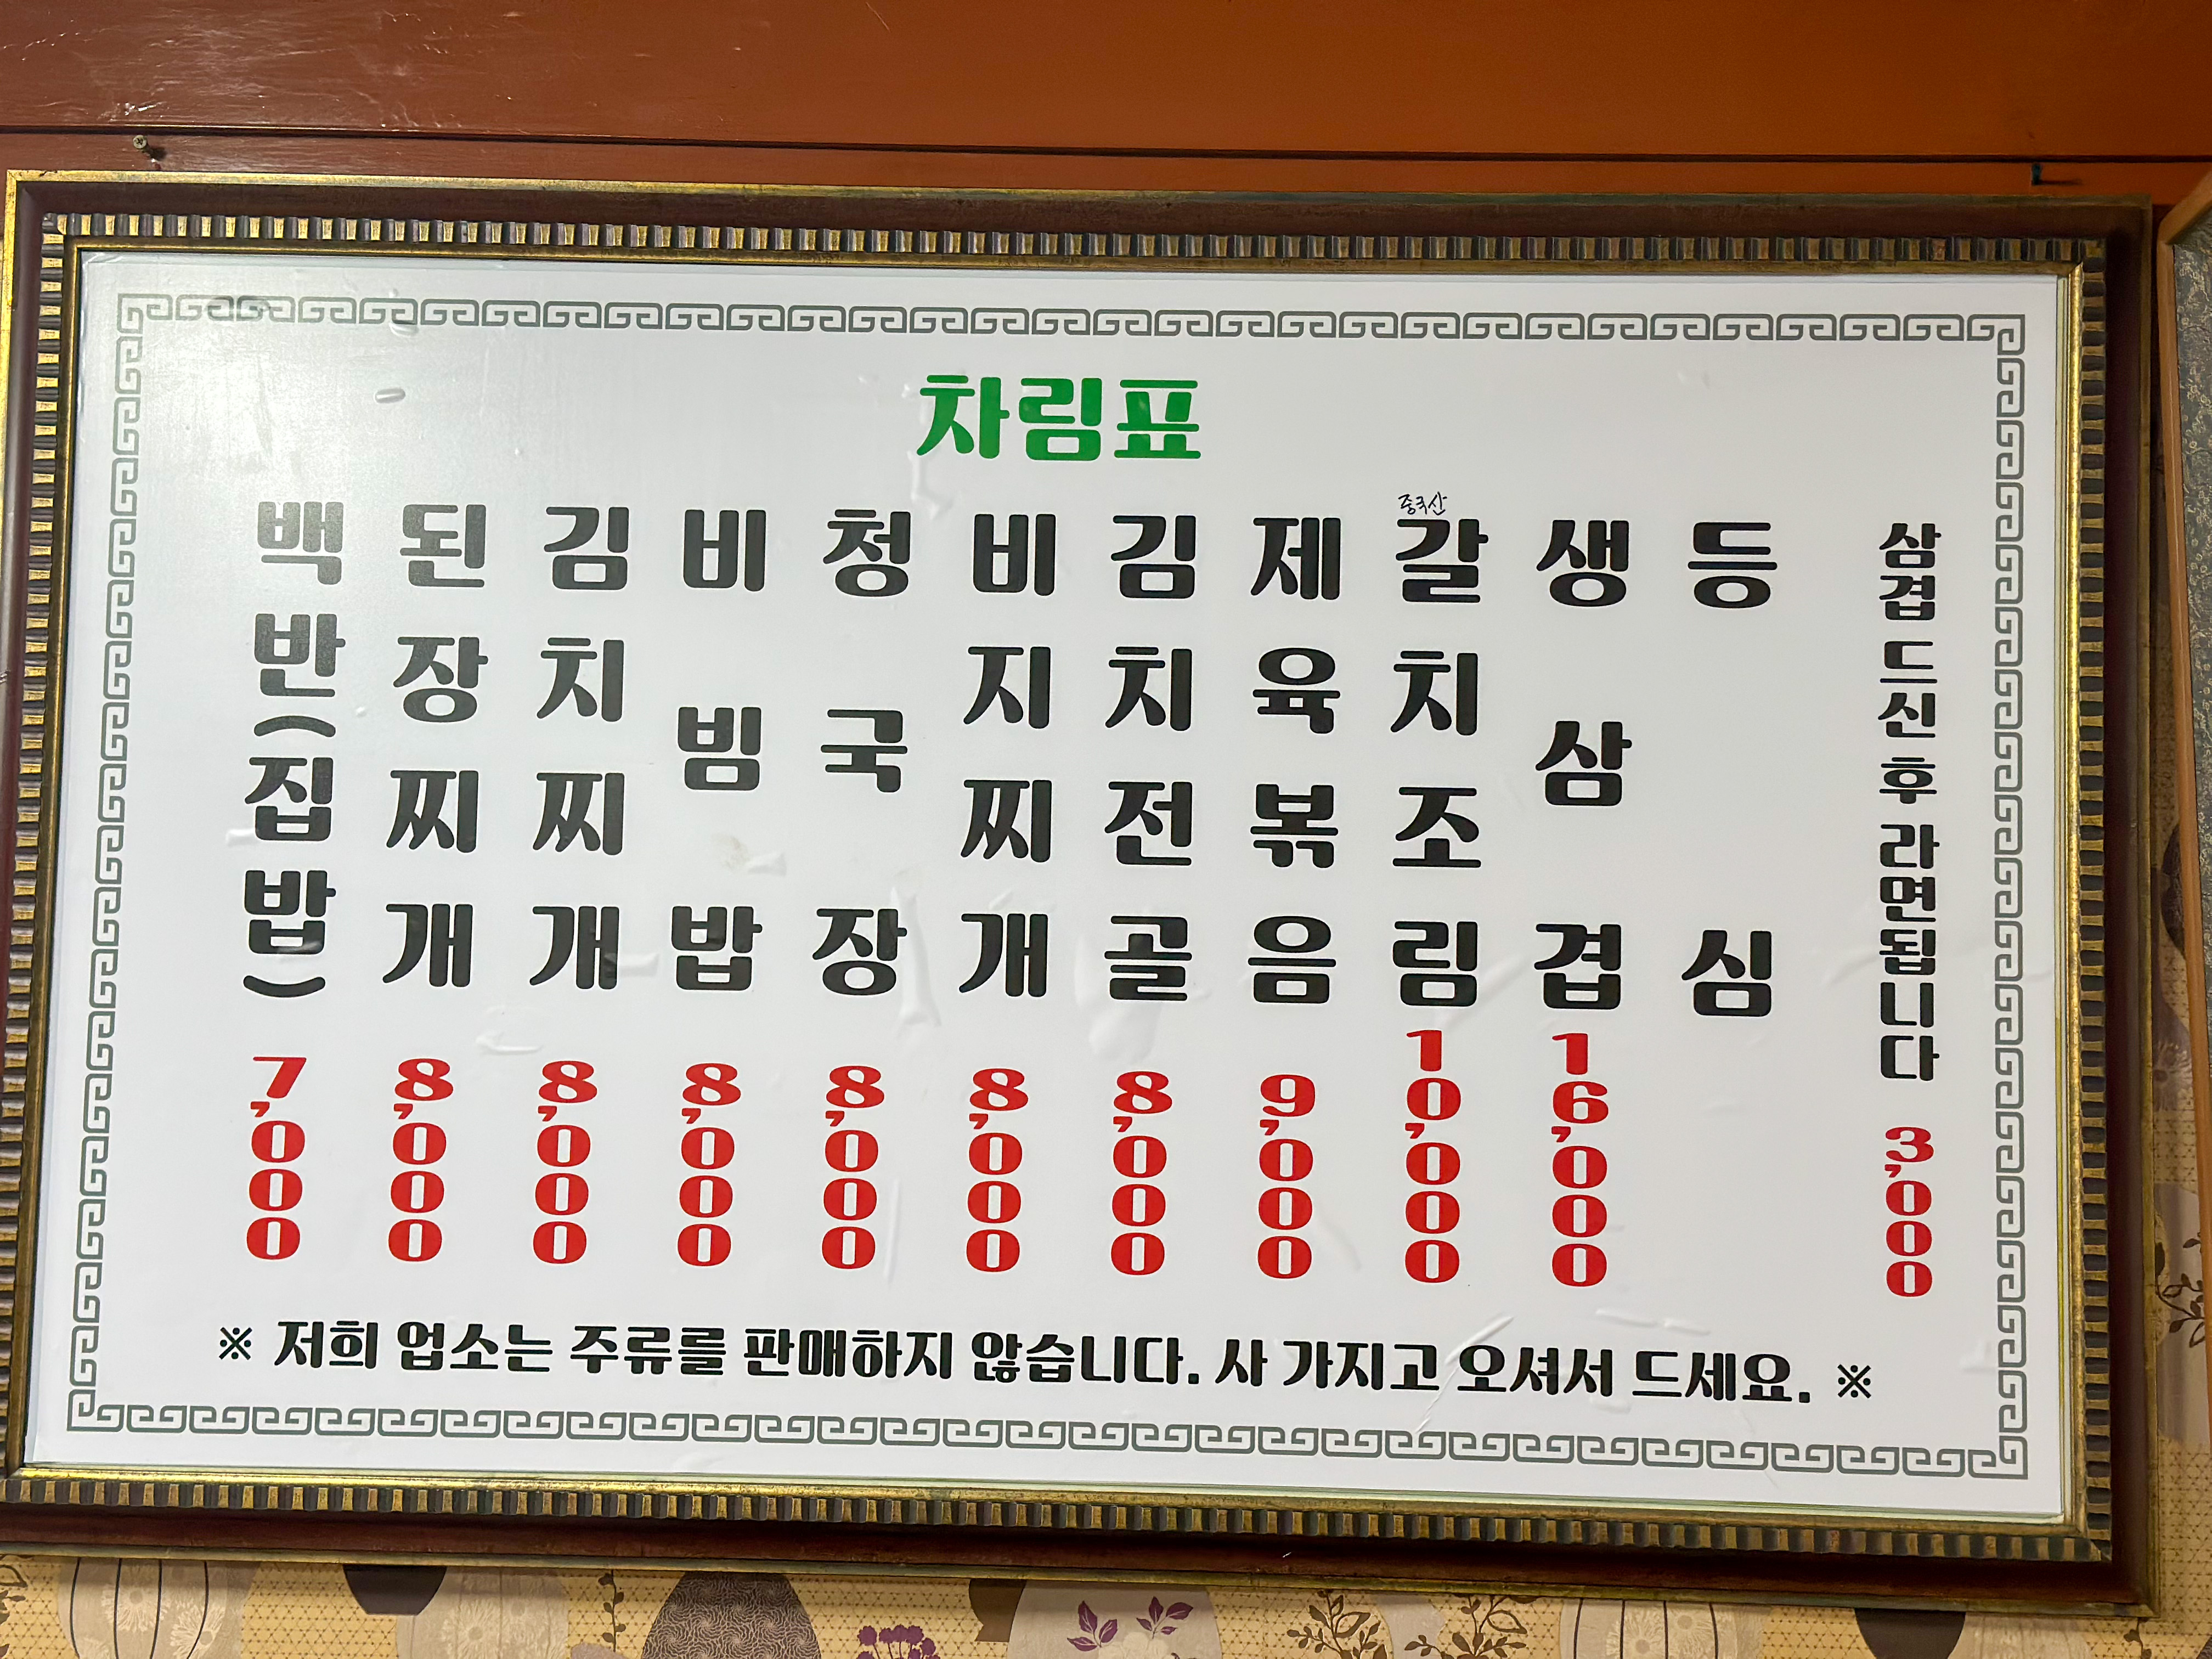 차림표
백반(집밥) 7,000
된장찌개 8,000
김치찌개 8,000
비빔밥 8,000
청국장 8,000
비지찌개 8,000
김치전골 8,000
제육볶음 9,000
중국산
갈치조림 10,000
생삼겹 16,000
등심
삼겹 드신 후 라면됩니다 3,000
※ 저희 업소는 주류를 판매하지 않습니다. 사 가지고 오셔서 드세요. ※